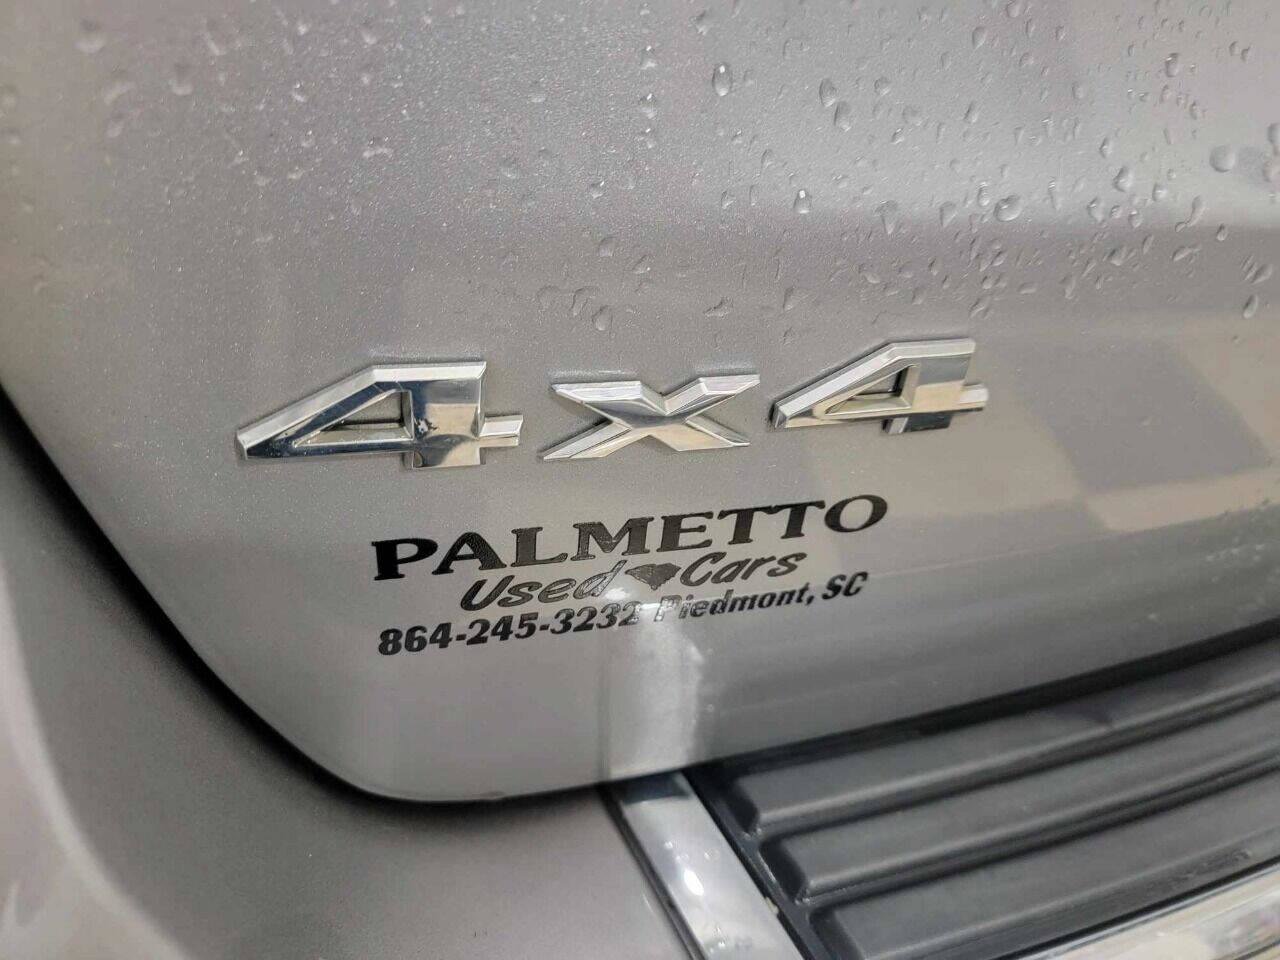 4x4
PALMETTO
Used Cars
864-245-3232 Piedmont, SC